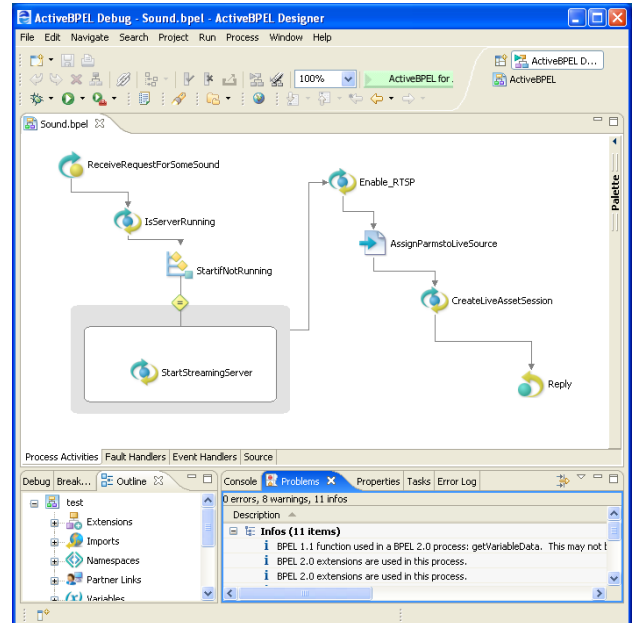 ActiveBPEL Debug - Sound.bpel - ActiveBPEL Designer
File Edit Navigate Search Project Run Process Window Help
ActiveBPEL D...
100% ActiveBPEL for. ActiveBPEL
Sound.bpel
Palette
ReceiveRequestForSomeSound
Enable_RTSP
IsServerRunning
AssignParmstoLiveSource
StartifNotRunning
CreateLiveAssetSession
=
StartStreamingServer
Reply
Process Activities Fault Handlers Event Handlers Source
Debug Break... Outline Console Problems Properties Tasks Error Log
0 errors, 8 warnings, 11 infos
Description
test
Extensions
Imports
Namespaces
Partner Links
(x) Variables
Infos (11 items)
i BPEL 1.1 function used in a BPEL 2.0 process: getVariableData. This may not b
i BPEL 2.0 extensions are used in this process.
i BPEL 2.0 extensions are used in this process.